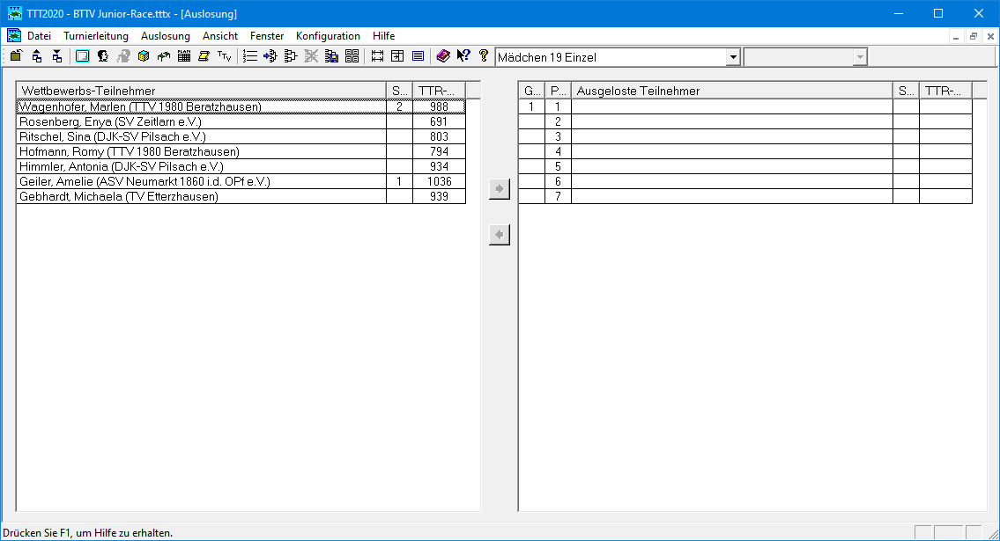 TTT2020 - BTTV Junior-Race.tttx - [Auslosung]
Datei Turnierleitung Auslosung Ansicht Fenster Konfiguration Hilfe
TTV Mädchen 19 Einzel
Wettbewerbs-Teilnehmer S... TTR-...
Wagenhofer, Marlen (TTV 1980 Beratzhausen) 2 988
Rosenberg, Enya (SV Zeitlarn e.V.) 691
Ritschel, Sina (DJK-SV Pilsach e.V.) 803
Hofmann, Romy (TTV 1980 Beratzhausen) 794
Himmler, Antonia (DJK-SV Pilsach e.V.) 934
Geiler, Amelie (ASV Neumarkt 1860 i.d. OPf e.V.) 1 1036
Gebhardt, Michaela (TV Etterzhausen) 939
G... P... Ausgeloste Teilnehmer S... TTR-...
1 1
2
3
4
5
6
7
Drücken Sie F1, um Hilfe zu erhalten.